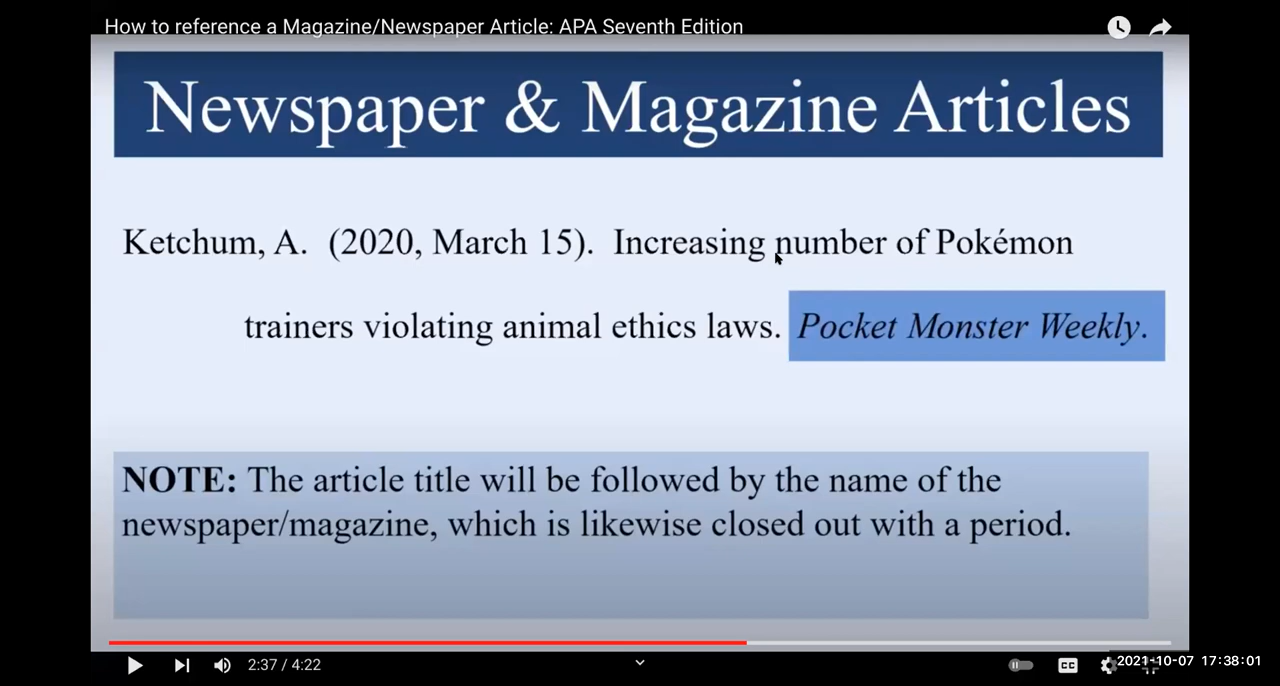 How to reference a Magazine/Newspaper Article: APA Seventh Edition
Newspaper & Magazine Articles
Ketchum, A. (2020, March 15). Increasing number of Pokémon
trainers violating animal ethics laws. Pocket Monster Weekly.
NOTE: The article title will be followed by the name of the
newspaper/magazine, which is likewise closed out with a period.
2:37 / 4:22
CC
2021-10-07 17:38:01